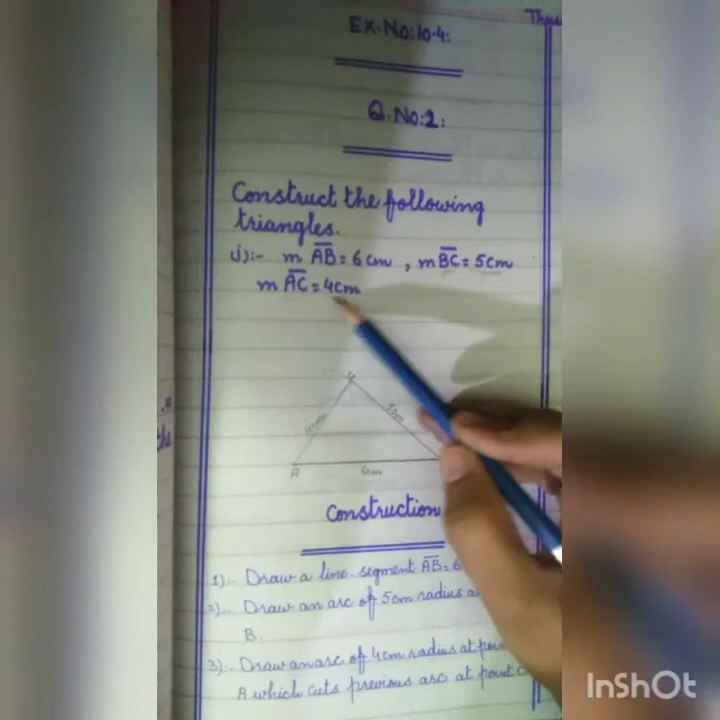 Ex. No: 10.4:
Q. No: 2:
Construct the following
triangles.
(i):- m AB = 6cm , m BC = 5cm
m AC = 4cm
C
4cm
5cm
A
6cm
Construction
1):- Draw a line segment AB = 6
2):- Draw an arc of 5cm radius a
B.
3):- Draw an arc of 4cm radius at poin
A which cuts previous arc at point C
InShOt